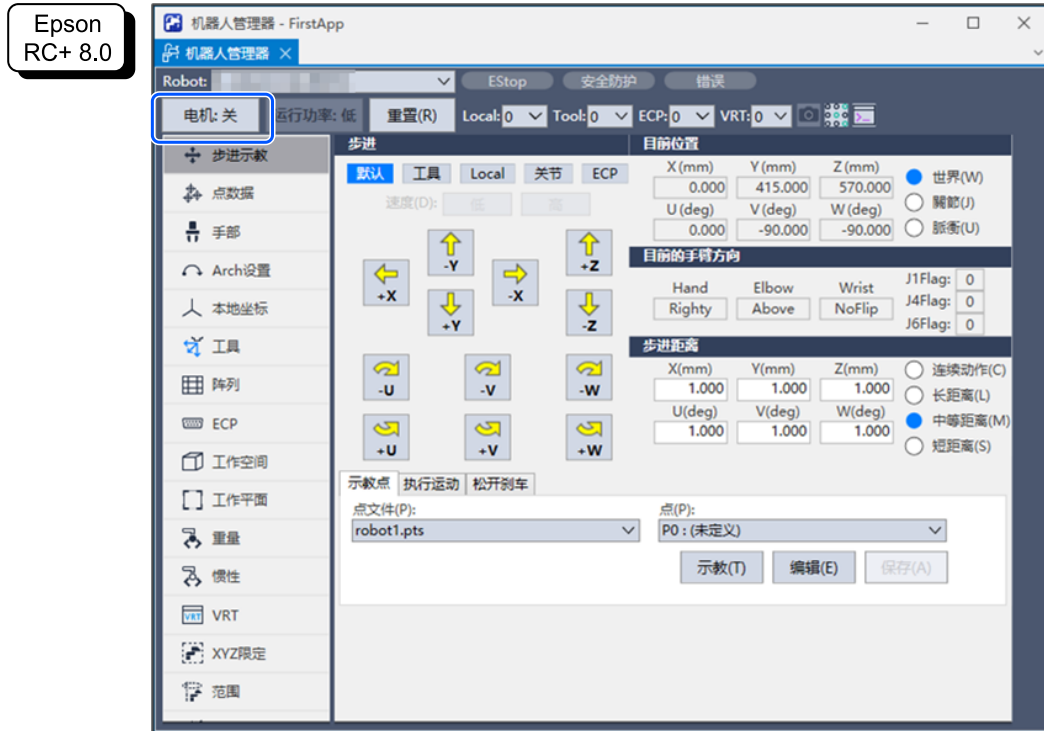 Epson
RC+ 8.0
机器人管理器 - FirstApp
机器人管理器
Robot:
EStop 安全防护 错误
电机: 关 运行功率: 低 重置(R) Local: 0 Tool: 0 ECP: 0 VRT: 0
步进示教
点数据
手部
Arch设置
本地坐标
工具
阵列
ECP
工作空间
工作平面
重量
惯性
VRT
XYZ限定
范围
步进
默认 工具 Local 关节 ECP
速度(D): 低 高
-Y +Z
+X -X
+Y -Z
-U -V -W
+U +V +W
目前位置
X (mm) Y (mm) Z (mm)
0.000 415.000 570.000
U (deg) V (deg) W (deg)
0.000 -90.000 -90.000
世界(W)
關節(J)
脈衝(U)
目前的手臂方向
Hand Elbow Wrist
Righty Above NoFlip
J1Flag: 0
J4Flag: 0
J6Flag: 0
步进距离
X(mm) Y(mm) Z(mm)
1.000 1.000 1.000
U(deg) V(deg) W(deg)
1.000 1.000 1.000
连续动作(C)
长距离(L)
中等距离(M)
短距离(S)
示教点 执行运动 松开刹车
点文件(P): 点(P):
robot1.pts P0 : (未定义)
示教(T) 编辑(E) 保存(A)